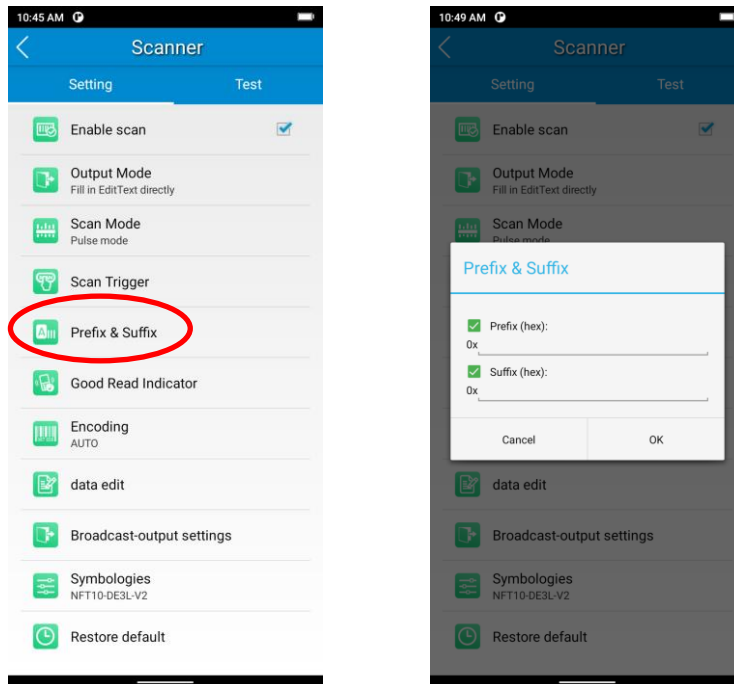 10:45 AM
Scanner
Setting
Test
Enable scan
Output Mode
Fill in EditText directly
Scan Mode
Pulse mode
Scan Trigger
Prefix & Suffix
Good Read Indicator
Encoding
AUTO
data edit
Broadcast-output settings
Symbologies
NFT10-DE3L-V2
Restore default
10:49 AM
Scanner
Setting
Test
Enable scan
Output Mode
Fill in EditText directly
Scan Mode
Pulse mode
Prefix & Suffix
Prefix (hex):
0x
Suffix (hex):
0x
Cancel
OK
data edit
Broadcast-output settings
Symbologies
NFT10-DE3L-V2
Restore default